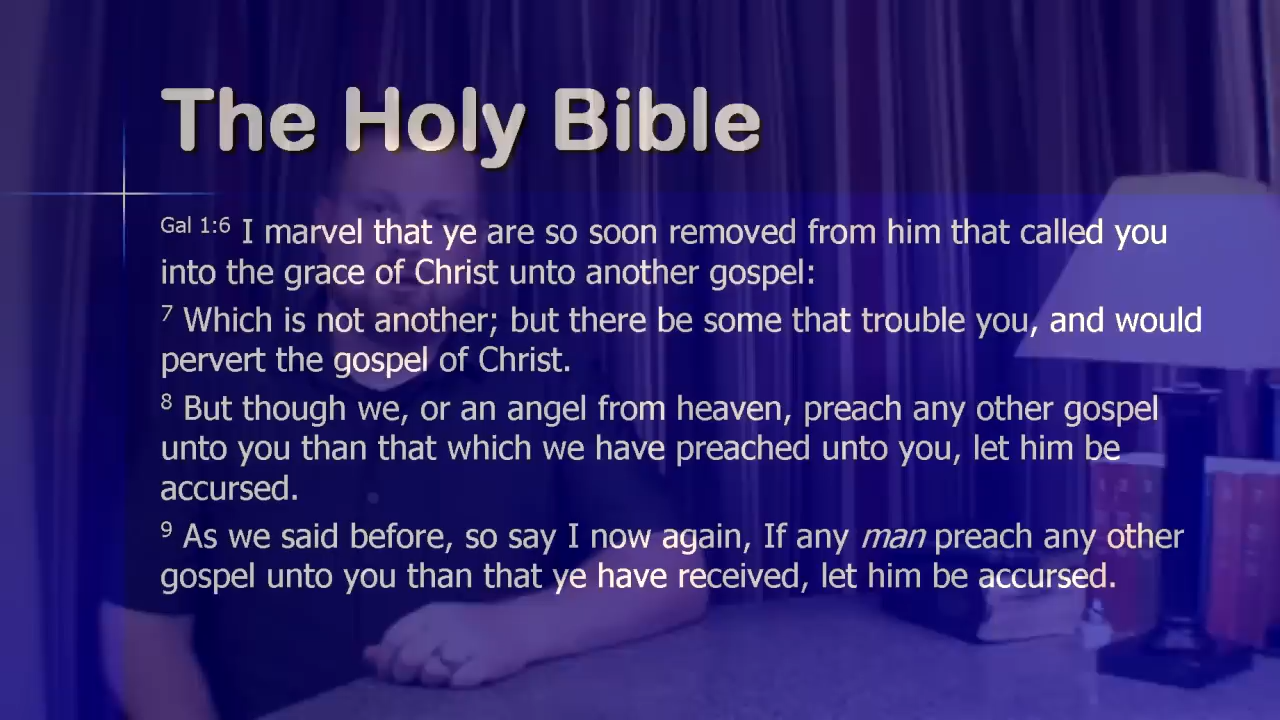 The Holy Bible
Gal 1:6 I marvel that ye are so soon removed from him that called you
into the grace of Christ unto another gospel:
7 Which is not another; but there be some that trouble you, and would
pervert the gospel of Christ.
8 But though we, or an angel from heaven, preach any other gospel
unto you than that which we have preached unto you, let him be
accursed.
9 As we said before, so say I now again, If any man preach any other
gospel unto you than that ye have received, let him be accursed.